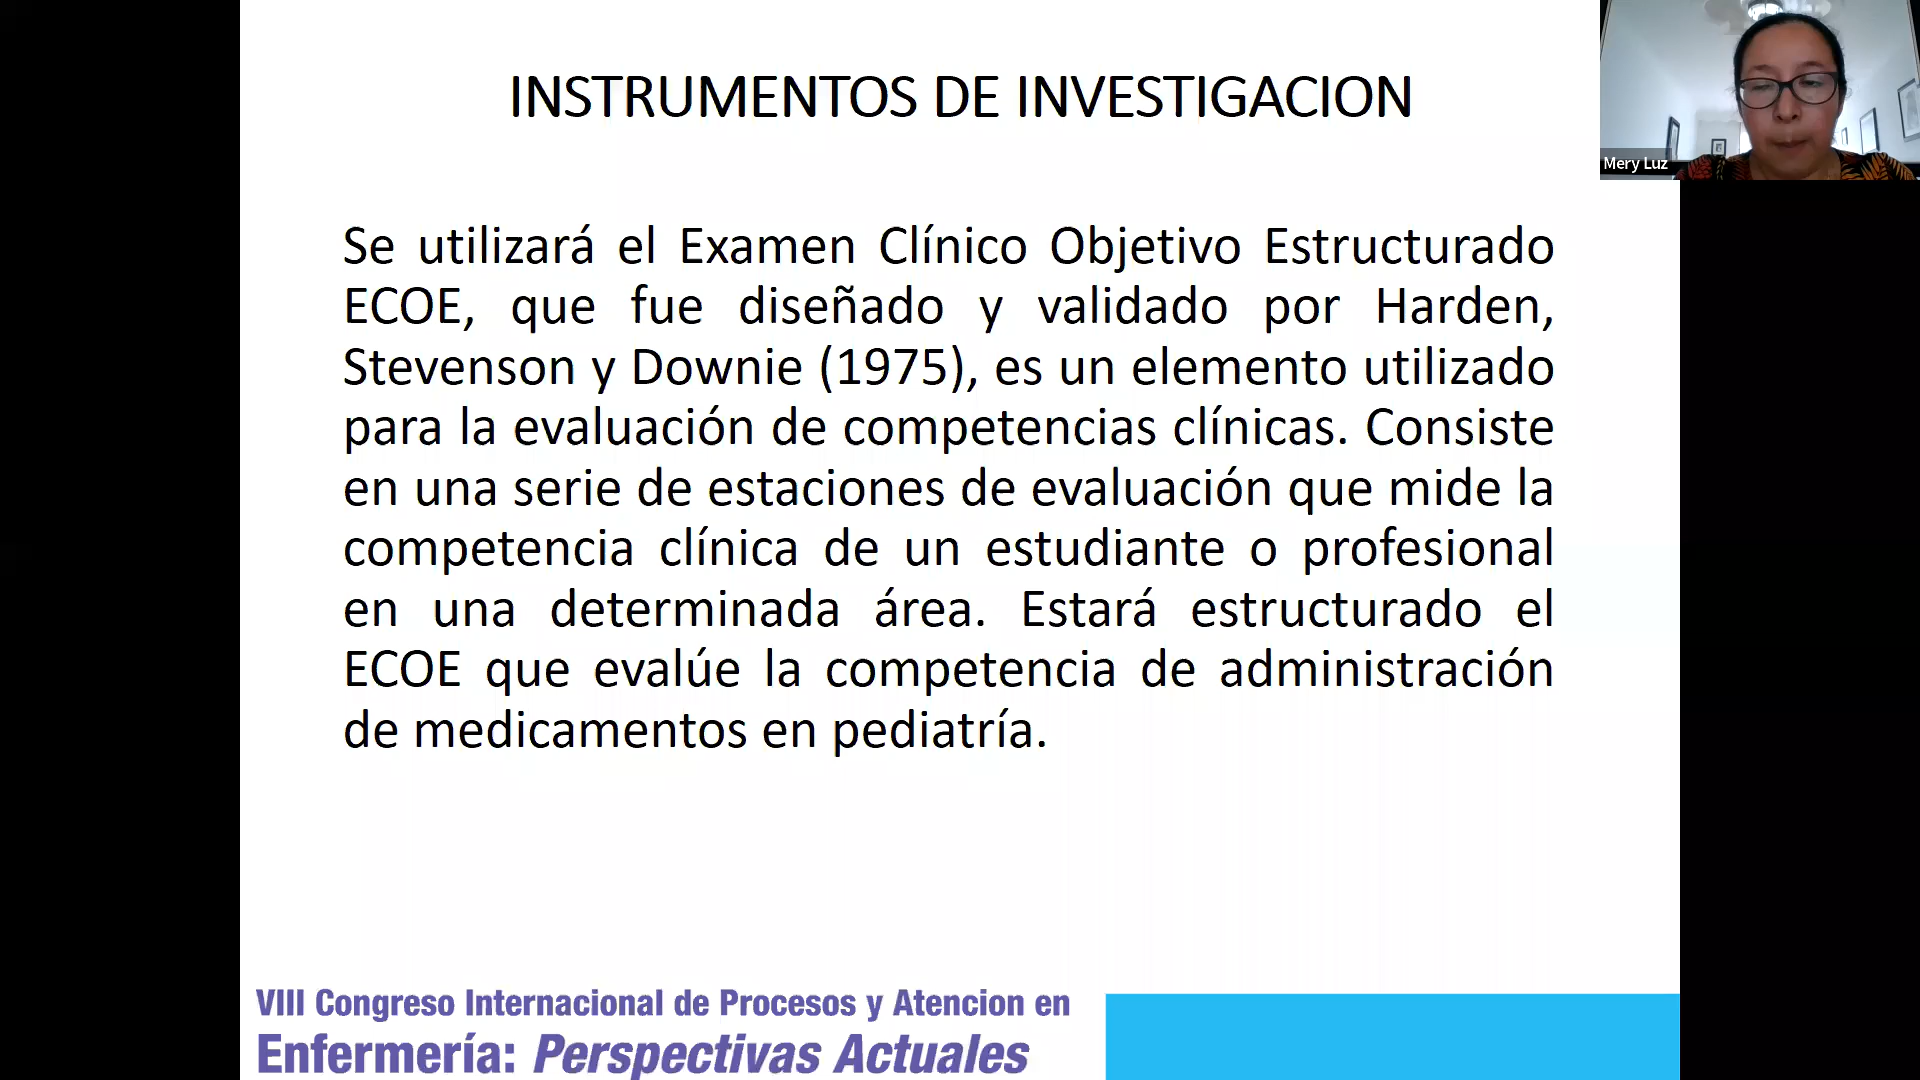 INSTRUMENTOS DE INVESTIGACION
Mery Luz
Se utilizará el Examen Clínico Objetivo Estructurado
ECOE, que fue diseñado y validado por Harden,
Stevenson y Downie (1975), es un elemento utilizado
para la evaluación de competencias clínicas. Consiste
en una serie de estaciones de evaluación que mide la
competencia clínica de un estudiante o profesional
en una determinada área. Estará estructurado el
ECOE que evalúe la competencia de administración
de medicamentos en pediatría.
VIII Congreso Internacional de Procesos y Atencion en
Enfermería: Perspectivas Actuales